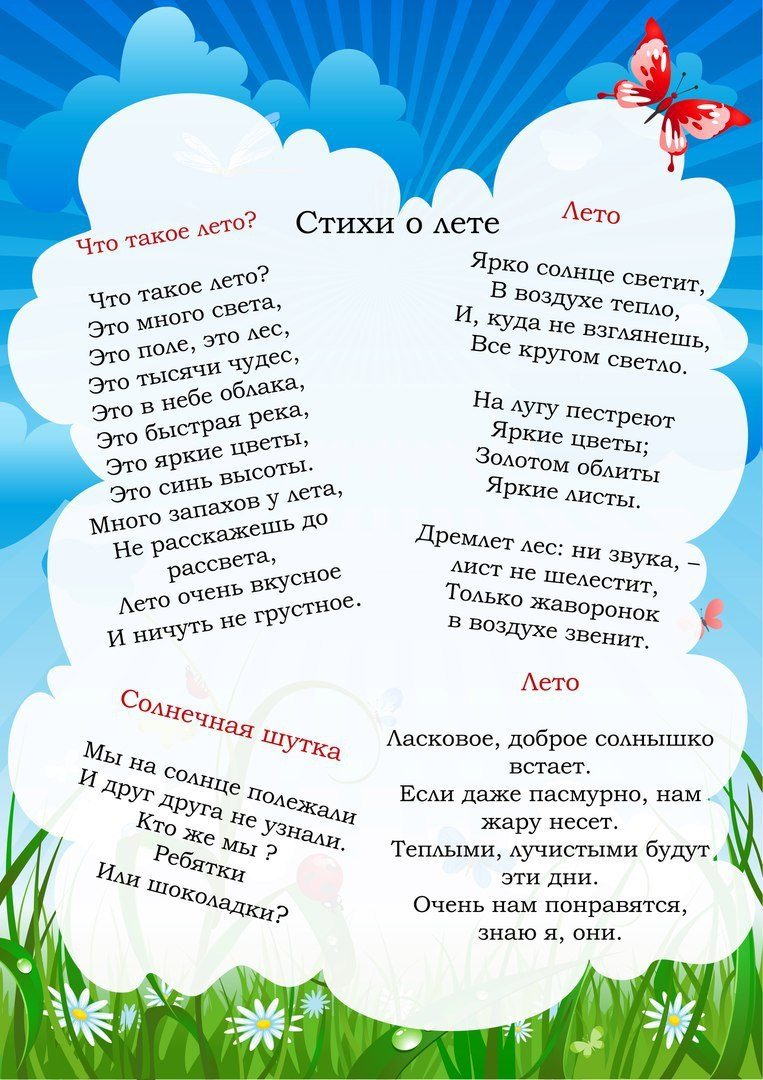 Стихи о лете
Что такое лето?
Что такое лето?
Это много света,
Это поле, это лес,
Это тысячи чудес,
Это в небе облака,
Это быстрая река,
Это яркие цветы,
Это синь высоты.
Много запахов у лета,
Не расскажешь до
рассвета,
Лето очень вкусное
И ничуть не грустное.
Лето
Ярко солнце светит,
В воздухе тепло,
И, куда не взглянешь,
Все кругом светло.
На лугу пестреют
Яркие цветы;
Золотом облиты
Яркие листы.
Дремлет лес: ни звука, –
лист не шелестит,
Только жаворонок
в воздухе звенит.
Солнечная шутка
Мы на солнце полежали
И друг друга не узнали.
Кто же мы ?
Ребятки
Или шоколадки?
Лето
Ласковое, доброе солнышко
встает.
Если даже пасмурно, нам
жару несет.
Теплыми, лучистыми будут
эти дни.
Очень нам понравятся,
знаю я, они.